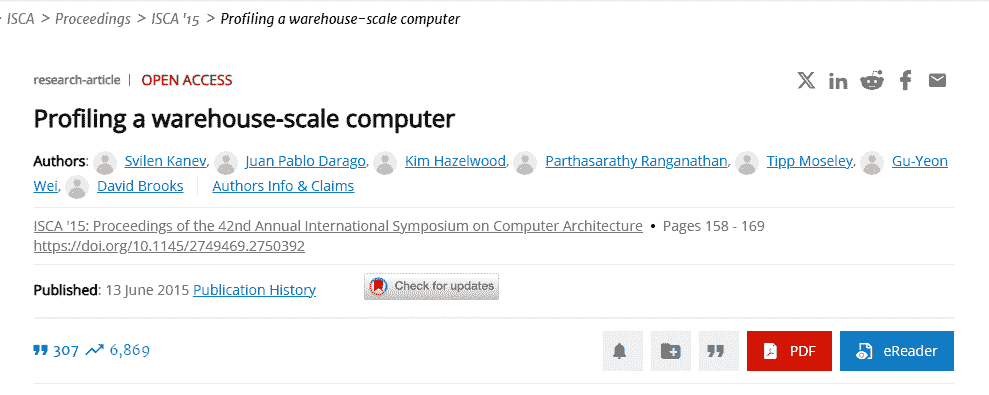 ISCA > Proceedings > ISCA '15 > Profiling a warehouse-scale computer
research-article | OPEN ACCESS
Profiling a warehouse-scale computer
Authors: Svilen Kanev, Juan Pablo Darago, Kim Hazelwood, Parthasarathy Ranganathan, Tipp Moseley, Gu-Yeon
Wei, David Brooks | Authors Info & Claims
ISCA '15: Proceedings of the 42nd Annual International Symposium on Computer Architecture • Pages 158 - 169
https://doi.org/10.1145/2749469.2750392
Published: 13 June 2015 Publication History Check for updates
307 6,869 PDF eReader